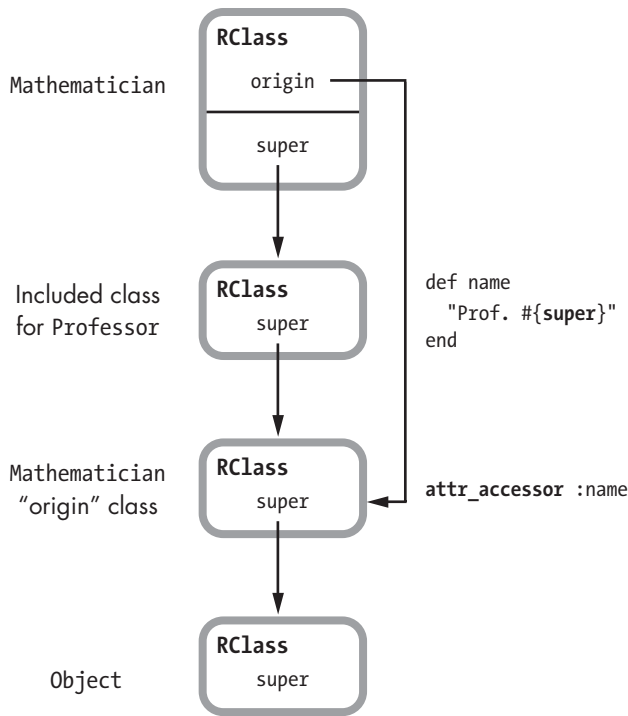 RClass
Mathematician
origin
super
Included class
for Professor
RClass
super
def name
"Prof. #{super}"
end
Mathematician
“origin” class
RClass
super
attr_accessor :name
Object
RClass
super